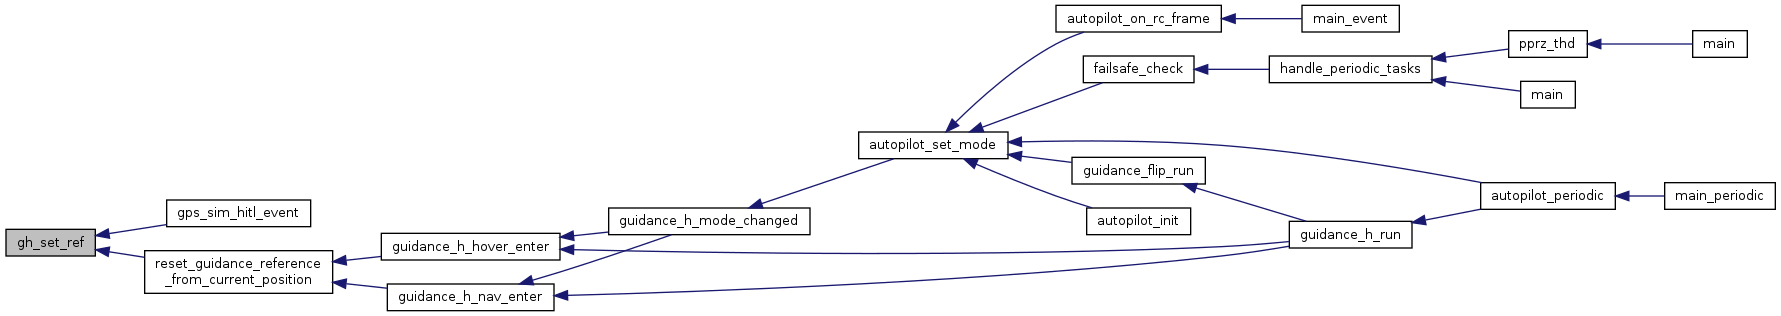 autopilot_on_rc_frame
main_event
pprz_thd
main
failsafe_check
handle_periodic_tasks
main
autopilot_set_mode
guidance_flip_run
autopilot_periodic
main_periodic
gps_sim_hitl_event
guidance_h_mode_changed
autopilot_init
gh_set_ref
guidance_h_hover_enter
guidance_h_run
reset_guidance_reference
_from_current_position
guidance_h_nav_enter